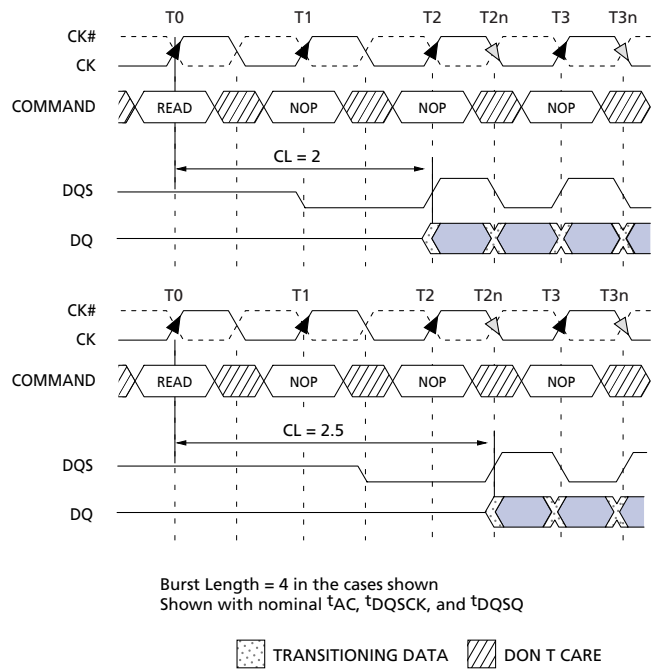 T0 T1 T2 T2n T3 T3n
CK#
CK
COMMAND READ NOP NOP NOP
CL = 2
DQS
DQ
T0 T1 T2 T2n T3 T3n
CK#
CK
COMMAND READ NOP NOP NOP
CL = 2.5
DQS
DQ
Burst Length = 4 in the cases shown
Shown with nominal tAC, tDQSCK, and tDQSQ
TRANSITIONING DATA DON T CARE